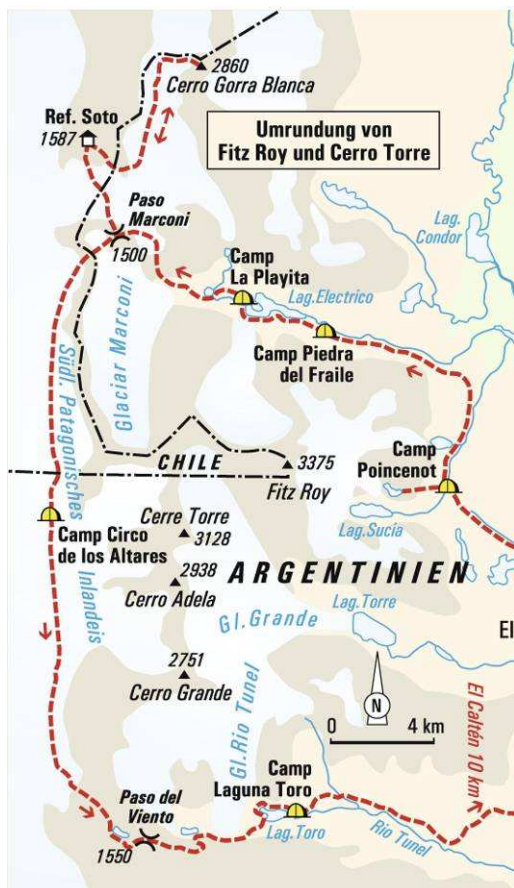 2860
Cerro Gorra Blanca
Ref. Soto
1587
Umrundung von
Fitz Roy und Cerro Torre
Paso
Marconi
1500
Lag.
Condor
Camp
La Playita
Lag.Electrico
Camp Piedra
del Fraile
Glaciar Marconi
Südl. Patagonisches
Inlandeis
CHILE
3375
Fitz Roy
Camp
Poincenot
Lag.Sucia
Camp Circo
de los Altares
Cerre Torre
3128
2938
Cerro Adela
ARGENTINIEN
Gl.Grande
Lag.Torre
El
2751
Cerro Grande
Gl.Rio Tunel
N
0 4 km
El Caltén 10 km
Camp
Laguna Toro
Lag.Toro
Rio Tunel
Paso del
Viento
1550